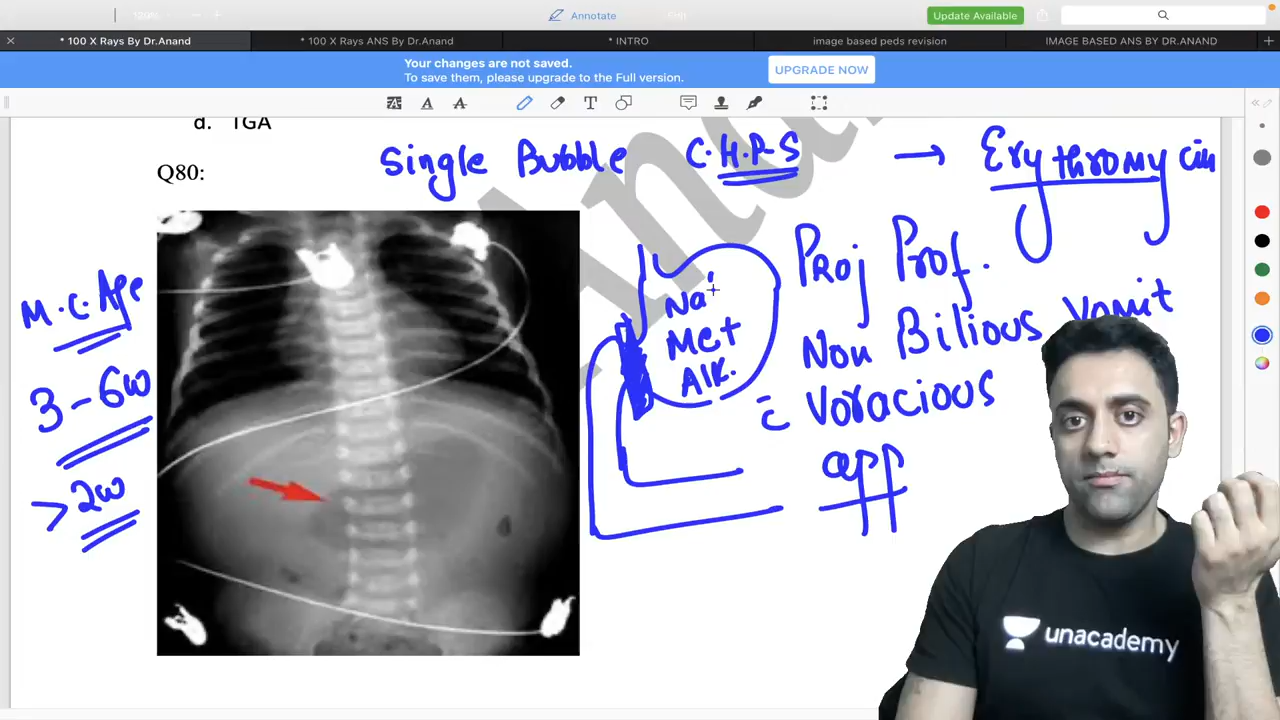 Annotate
Edit
Update Available
* 100 X Rays By Dr.Anand
* 100 X Rays ANS By Dr.Anand
* INTRO
image based peds revision
IMAGE BASED ANS BY DR.ANAND
Your changes are not saved.
To save them, please upgrade to the Full version.
UPGRADE NOW
d. TGA
Q80:
Single Bubble C.H.P.S → Erythromycin
M.C. Age
3-6w
>2w
Met
Alk.
Proj Prof.
Non Bilious Vomit
c̄ Voracious
app
unacademy